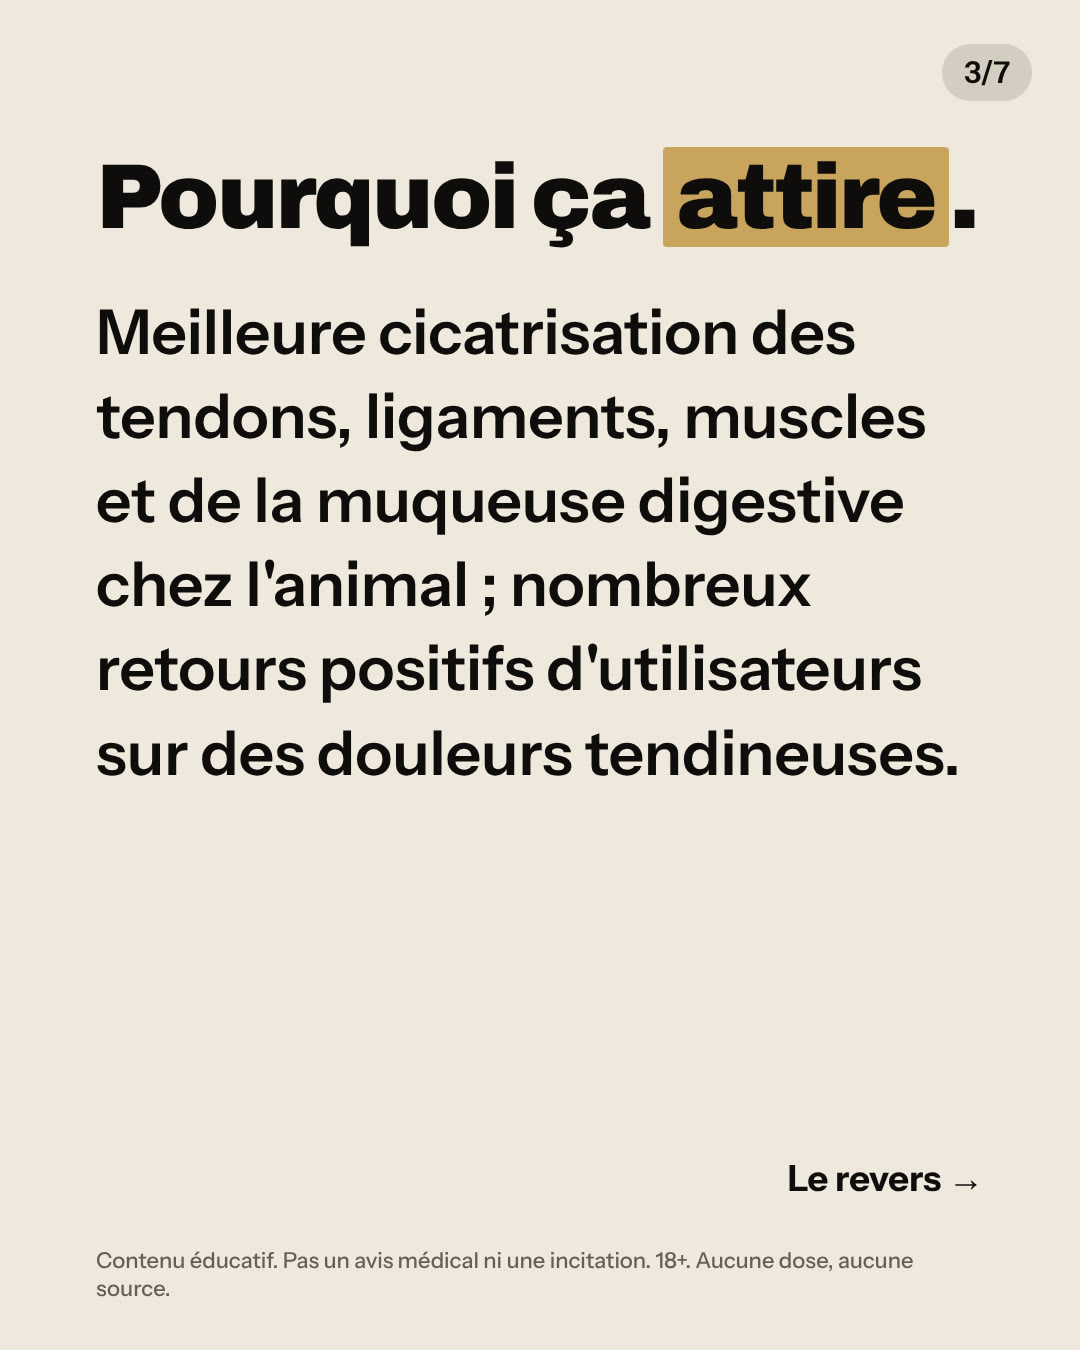 3/7
Pourquoi ça attire.
Meilleure cicatrisation des
tendons, ligaments, muscles
et de la muqueuse digestive
chez l'animal ; nombreux
retours positifs d'utilisateurs
sur des douleurs tendineuses.
Le revers →
Contenu éducatif. Pas un avis médical ni une incitation. 18+. Aucune dose, aucune
source.